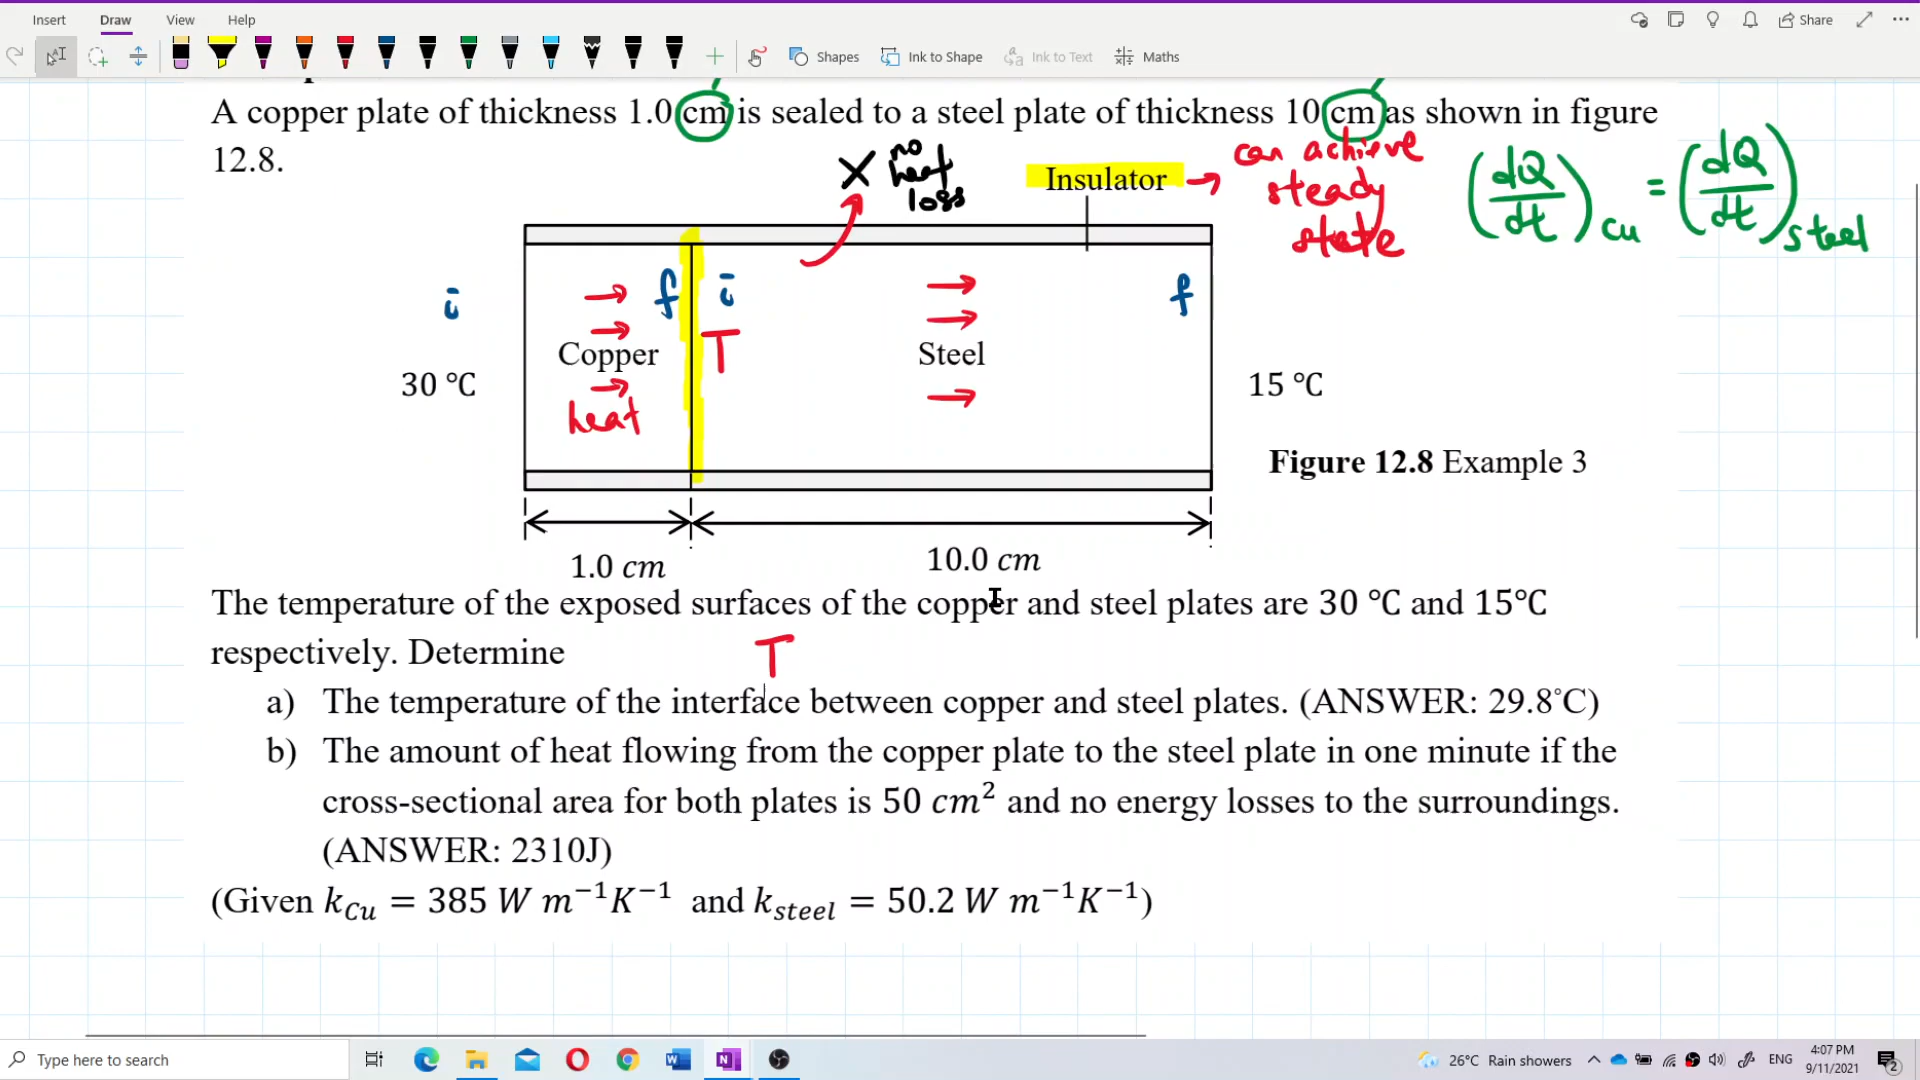 Insert Draw View Help
Share
Shapes Ink to Shape Ink to Text Maths
A copper plate of thickness 1.0 cm is sealed to a steel plate of thickness 10 cm as shown in figure
12.8.
no
heat
loss
Insulator → can achieve
steady
state
(dQ/dt)Cu = (dQ/dt)steel
i f i f
T
Copper Steel
heat
30 ℃ 15 ℃
Figure 12.8 Example 3
1.0 cm 10.0 cm
The temperature of the exposed surfaces of the copper and steel plates are 30 ℃ and 15℃
respectively. Determine
T
a) The temperature of the interface between copper and steel plates. (ANSWER: 29.8˚C)
b) The amount of heat flowing from the copper plate to the steel plate in one minute if the
cross-sectional area for both plates is 50 cm² and no energy losses to the surroundings.
(ANSWER: 2310J)
(Given kCu = 385 W m⁻¹K⁻¹ and ksteel = 50.2 W m⁻¹K⁻¹)
Type here to search
26°C Rain showers
ENG
4:07 PM
9/11/2021
2